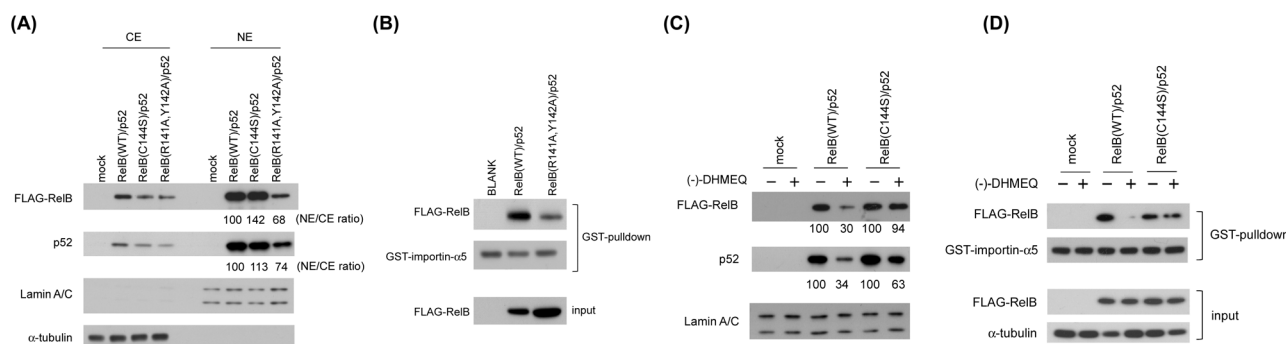 (A)
CE NE
mock
RelB(WT)/p52
RelB(C144S)/p52
RelB(R141A,Y142A)/p52
mock
RelB(WT)/p52
RelB(C144S)/p52
RelB(R141A,Y142A)/p52
FLAG-RelB
100 142 68 (NE/CE ratio)
p52
100 113 74 (NE/CE ratio)
Lamin A/C
α-tubulin
(B)
BLANK
RelB(WT)/p52
RelB(R141A,Y142A)/p52
FLAG-RelB
GST-importin-α5
GST-pulldown
FLAG-RelB input
(C)
mock
RelB(WT)/p52
RelB(C144S)/p52
(-)-DHMEQ − + − + − +
FLAG-RelB
100 30 100 94
p52
100 34 100 63
Lamin A/C
(D)
mock
RelB(WT)/p52
RelB(C144S)/p52
(-)-DHMEQ − + − + − +
FLAG-RelB
GST-importin-α5
GST-pulldown
FLAG-RelB
α-tubulin
input